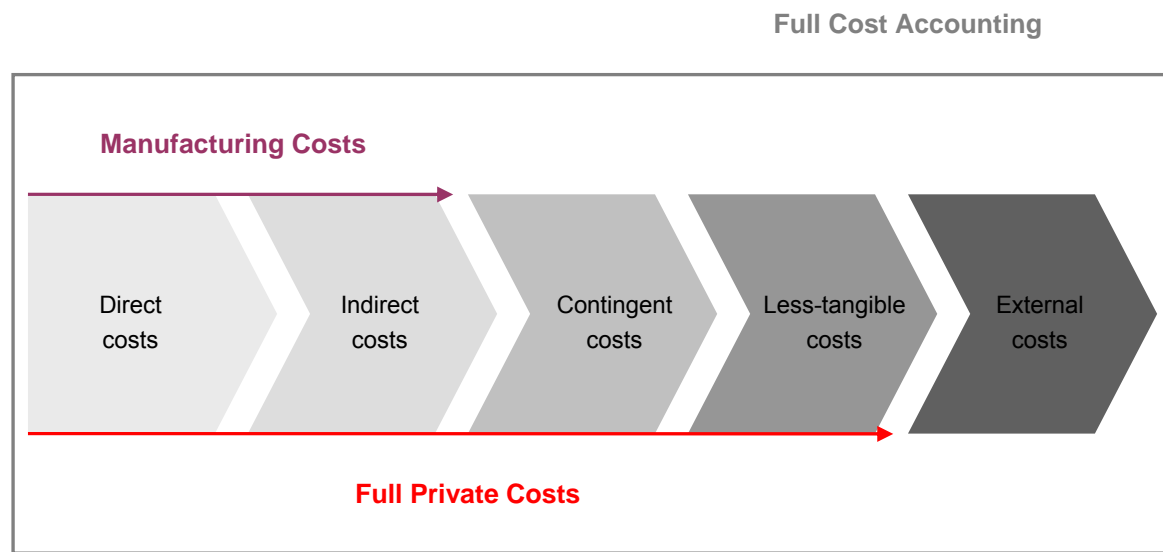 Full Cost Accounting
Manufacturing Costs
Direct
costs
Indirect
costs
Contingent
costs
Less-tangible
costs
External
costs
Full Private Costs